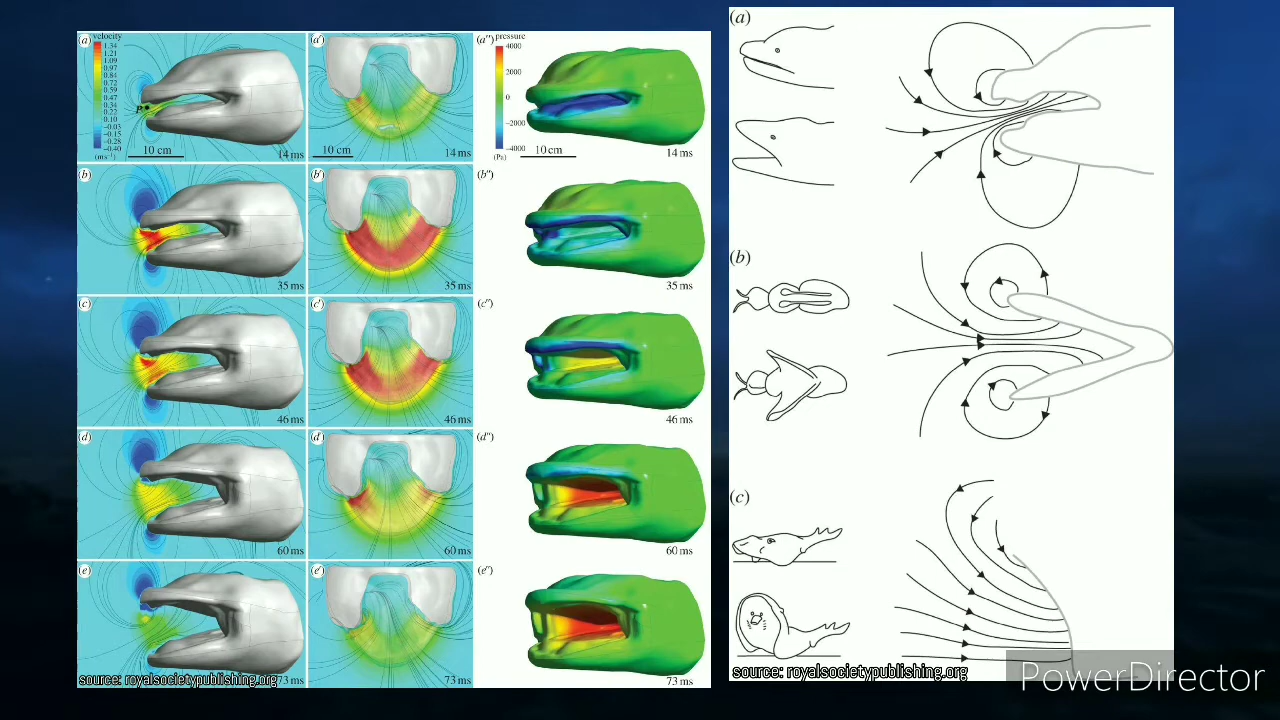 (a)
velocity
1.34
1.21
1.09
0.97
0.84
0.72
0.59
0.47
0.34
0.22
0.10
−0.03
−0.15
−0.28
−0.40
(ms⁻¹)
P
10 cm
14 ms
(a′)
10 cm
14 ms
(a″)
pressure
4000
2000
0
−2000
−4000
(Pa)
10 cm
14 ms
(b)
35 ms
(b′)
35 ms
(b″)
35 ms
(c)
46 ms
(c′)
46 ms
(c″)
46 ms
(d)
60 ms
(d′)
60 ms
(d″)
60 ms
(e)
73 ms
(e′)
73 ms
(e″)
73 ms
source: royalsocietypublishing.org
(a)
(b)
(c)
source: royalsocietypublishing.org
PowerDirector